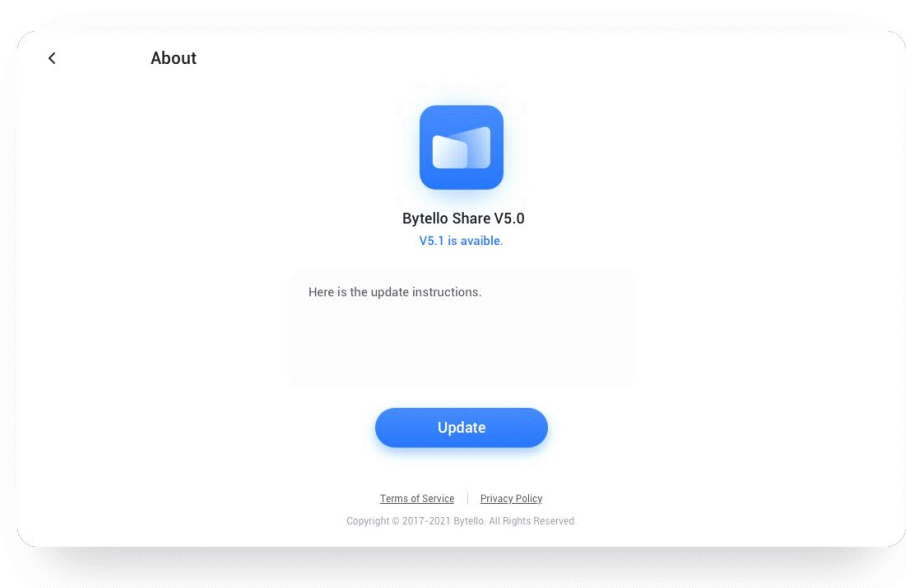 About
Bytello Share V5.0
V5.1 is avaible.
Here is the update instructions.
Update
Terms of Service | Privacy Policy
Copyright © 2017-2021 Bytello. All Rights Reserved.